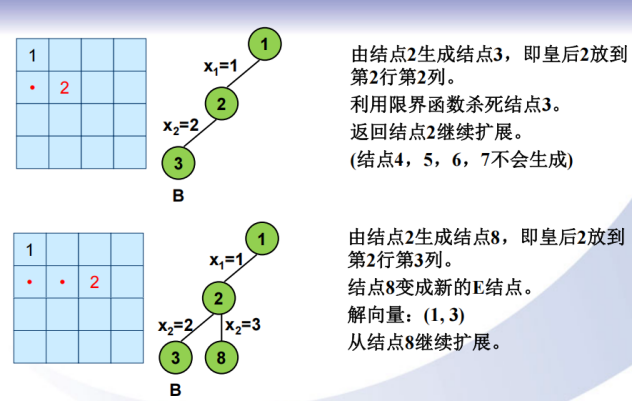 1
• 2
1
x1=1
2
x2=2
3
B
由结点2生成结点3，即皇后2放到
第2行第2列。
利用限界函数杀死结点3。
返回结点2继续扩展。
(结点4，5，6，7不会生成)
1
• • 2
1
x1=1
2
x2=2 x2=3
3 8
B
由结点2生成结点8，即皇后2放到
第2行第3列。
结点8变成新的E结点。
解向量：(1, 3)
从结点8继续扩展。